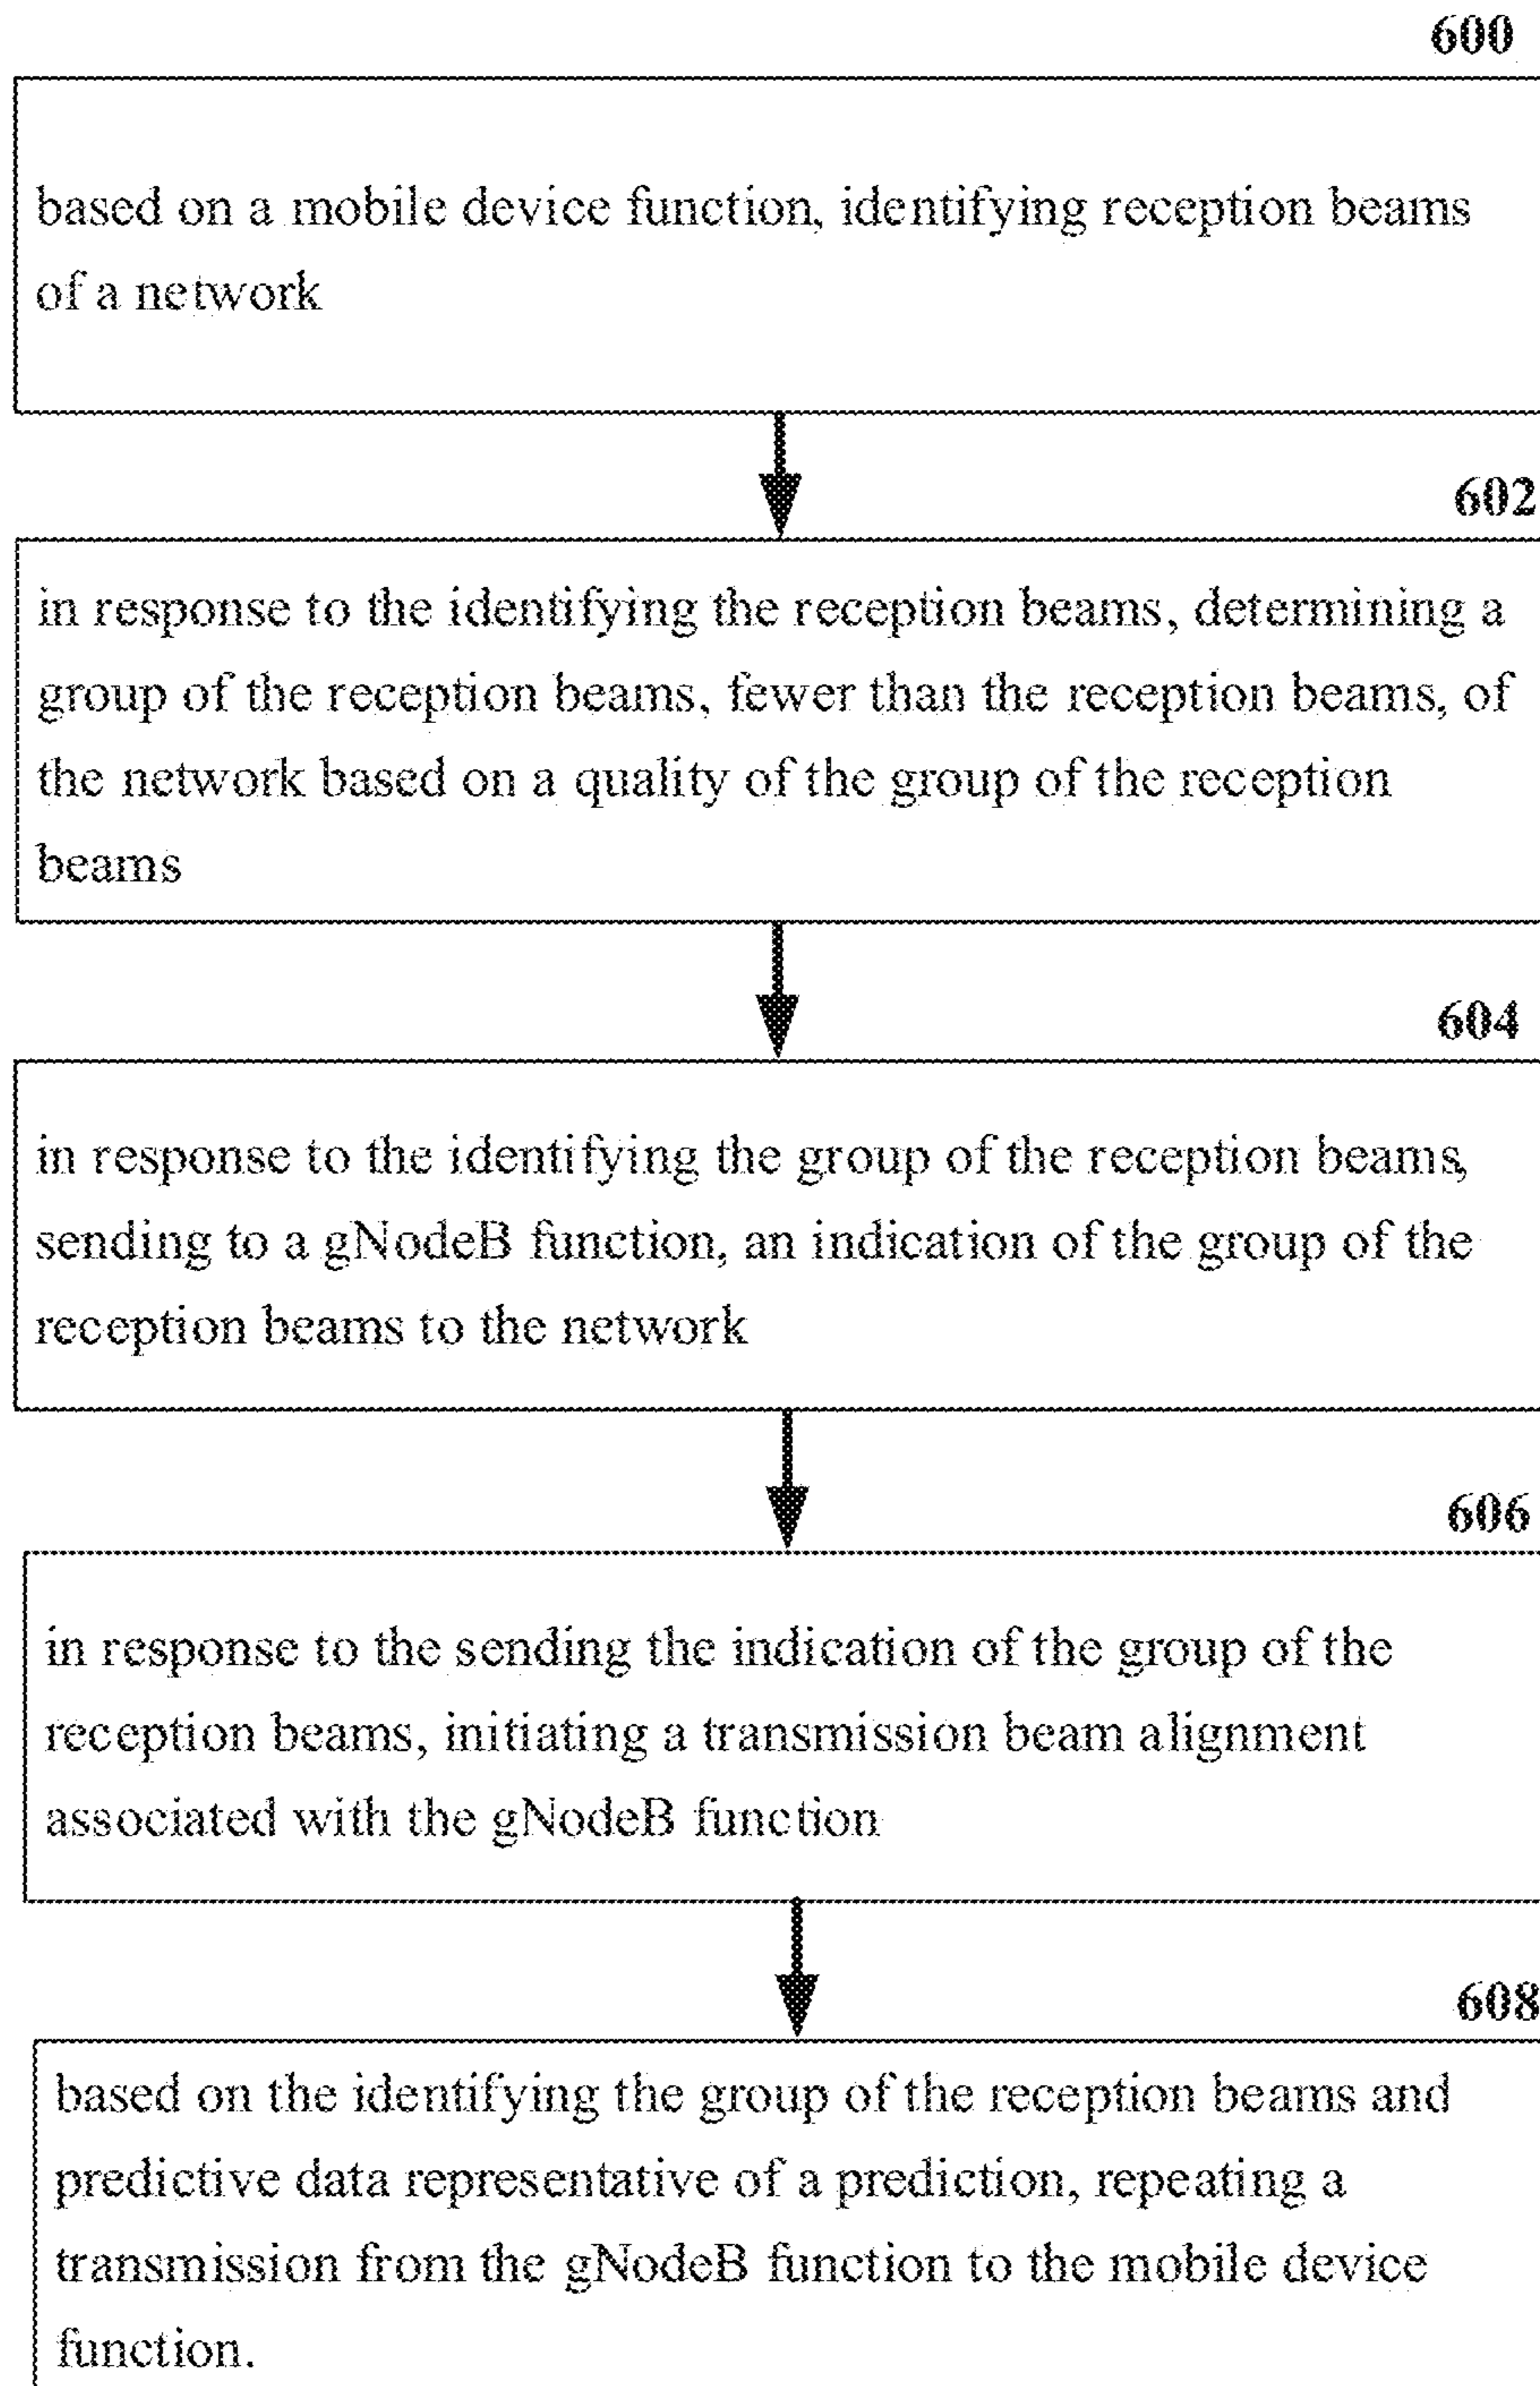 600
based on a mobile device function, identifying reception beams
of a network
602
in response to the identifying the reception beams, determining a
group of the reception beams, fewer than the reception beams, of
the network based on a quality of the group of the reception
beams
604
in response to the identifying the group of the reception beams,
sending to a gNodeB function, an indication of the group of the
reception beams to the network
606
in response to the sending the indication of the group of the
reception beams, initiating a transmission beam alignment
associated with the gNodeB function
608
based on the identifying the group of the reception beams and
predictive data representative of a prediction, repeating a
transmission from the gNodeB function to the mobile device
function.